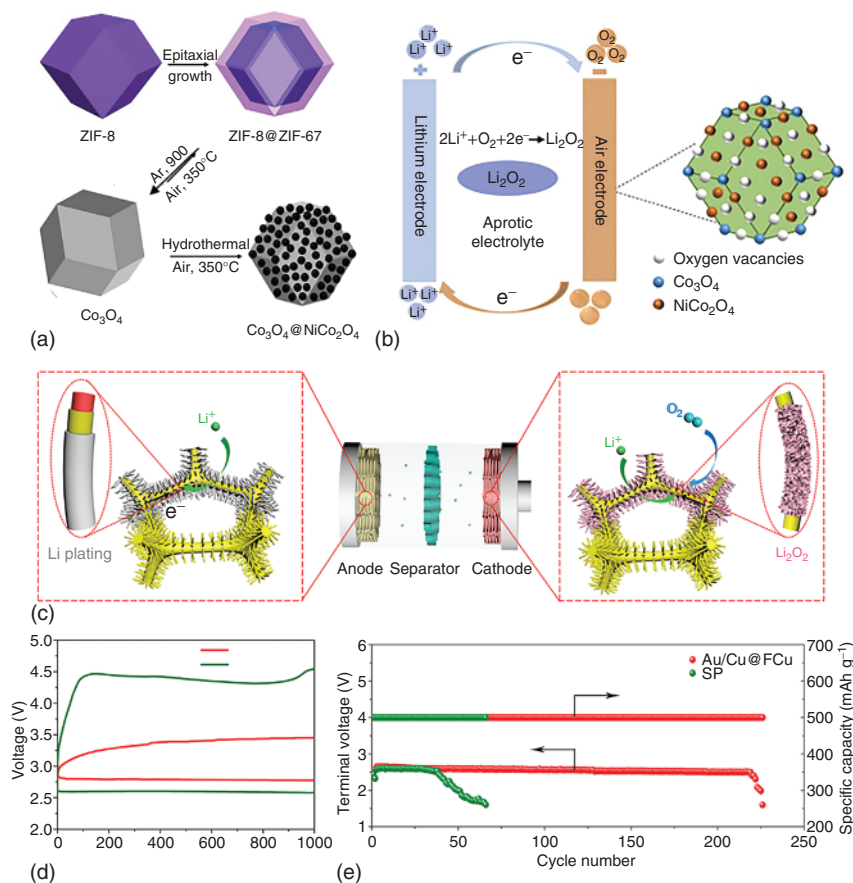 ZIF-8
Epitaxial
growth
ZIF-8@ZIF-67
Ar, 900
Air, 350°C
Co₃O₄
Hydrothermal
Air, 350°C
Co₃O₄@NiCo₂O₄
(a)
Li⁺
Li⁺ Li⁺
+
e⁻
O₂
O₂ O₂
Lithium electrode
2Li⁺+O₂+2e⁻→Li₂O₂
Li₂O₂
Aprotic
electrolyte
Air electrode
Li⁺ Li⁺
Li⁺
e⁻
Oxygen vacancies
Co₃O₄
NiCo₂O₄
(b)
Li⁺
e⁻
Li plating
Anode
Separator
Cathode
O₂
Li⁺
Li₂O₂
(c)
5.0
4.5
4.0
3.5
3.0
2.5
2.0
Voltage (V)
0
200
400
600
800
1000
(d)
6
5
4
3
2
1
Terminal voltage (V)
Au/Cu@FCu
SP
700
600
500
400
300
200
Specific capacity (mAh g⁻¹)
0
25
50
75
100
125
150
175
200
225
250
Cycle number
(e)